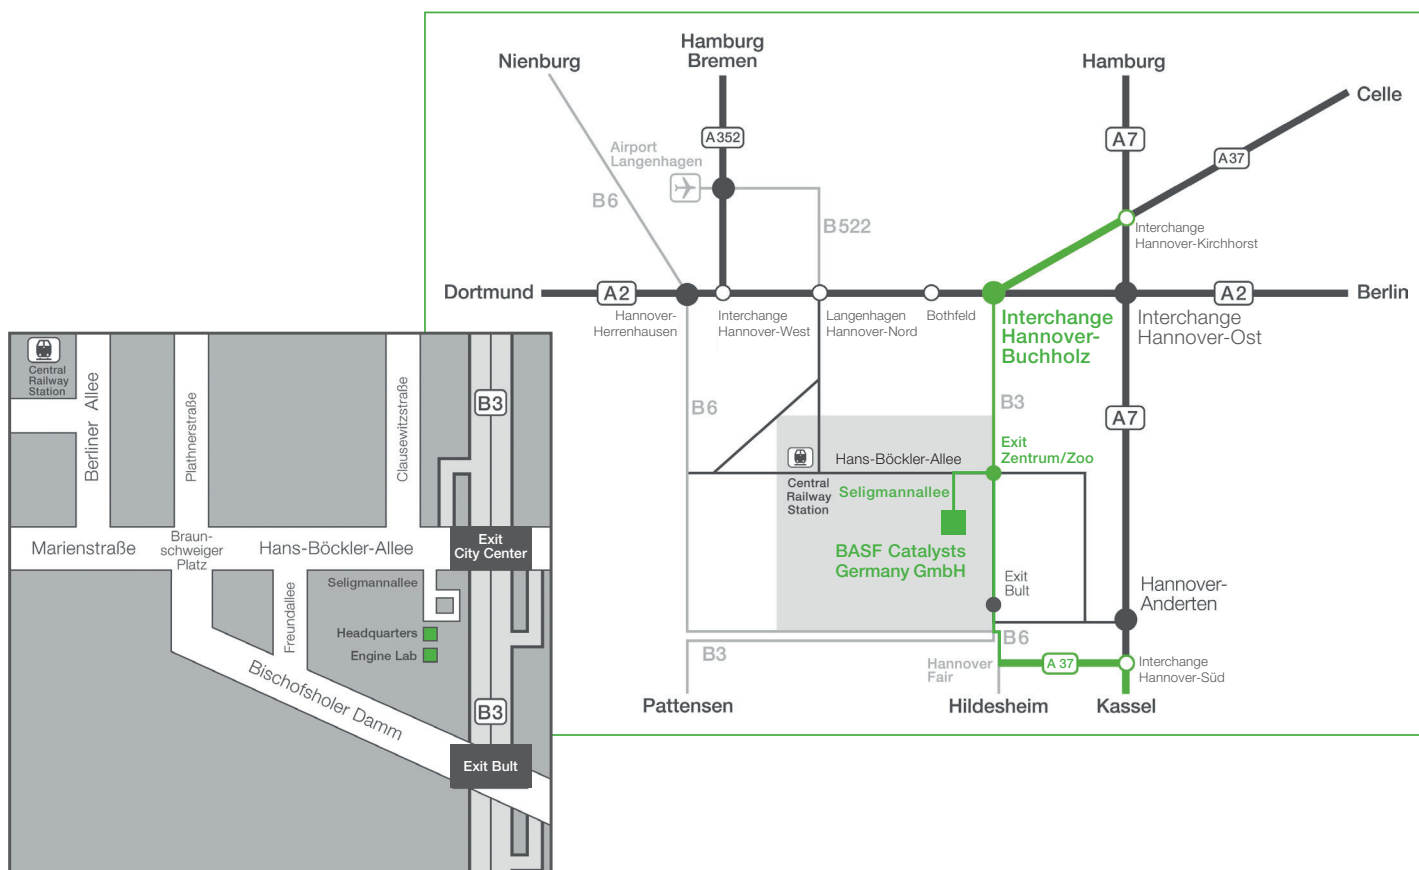 Hamburg
Bremen
Nienburg
Hamburg
Celle
A352
A7
A37
Airport
Langenhagen
B6
B522
Interchange
Hannover-Kirchhorst
Dortmund
A2
A2
Berlin
Hannover-
Herrenhausen
Interchange
Hannover-West
Langenhagen
Hannover-Nord
Bothfeld
Interchange
Hannover-
Buchholz
Interchange
Hannover-Ost
B6
B3
A7
Exit
Zentrum/Zoo
Hans-Böckler-Allee
Central
Railway
Station
Seligmannallee
BASF Catalysts
Germany GmbH
Exit
Bult
Hannover-
Anderten
B3
B6
Hannover
Fair
A 37
Interchange
Hannover-Süd
Pattensen
Hildesheim
Kassel
Central
Railway
Station
Berliner Allee
Plathnerstraße
Clausewitzstraße
B3
Marienstraße
Braun-
schweiger
Platz
Hans-Böckler-Allee
Exit
City Center
Seligmannallee
Freundallee
Headquarters
Engine Lab
Bischofsholer Damm
B3
Exit Bult